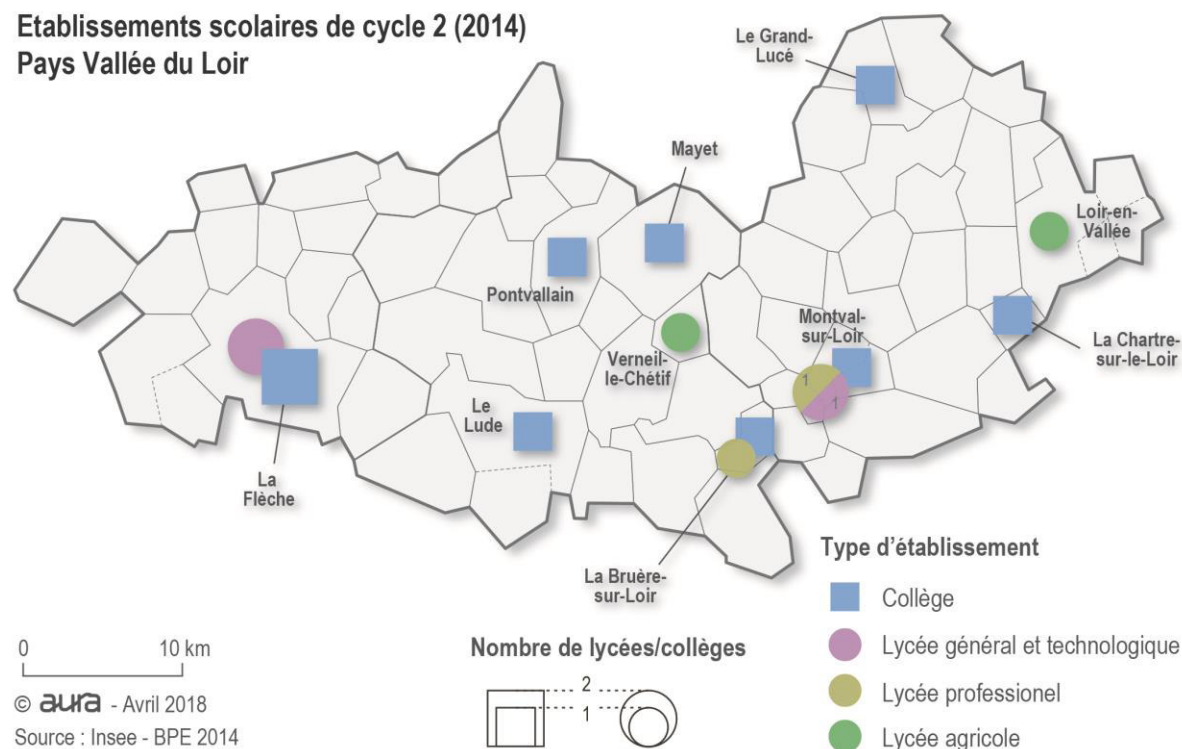 Etablissements scolaires de cycle 2 (2014)
Pays Vallée du Loir
Le Grand-
Lucé
Mayet
Loir-en-
Vallée
Pontvallain
Montval-
sur-Loir
La Chartre-
sur-le-Loir
Verneil-
le-Chétif
1
1
Le
Lude
La
Flèche
La Bruère-
sur-Loir
Type d'établissement
Collège
Lycée général et technologique
Lycée professionel
Lycée agricole
Nombre de lycées/collèges
2
1
0 10 km
© aura - Avril 2018
Source : Insee - BPE 2014